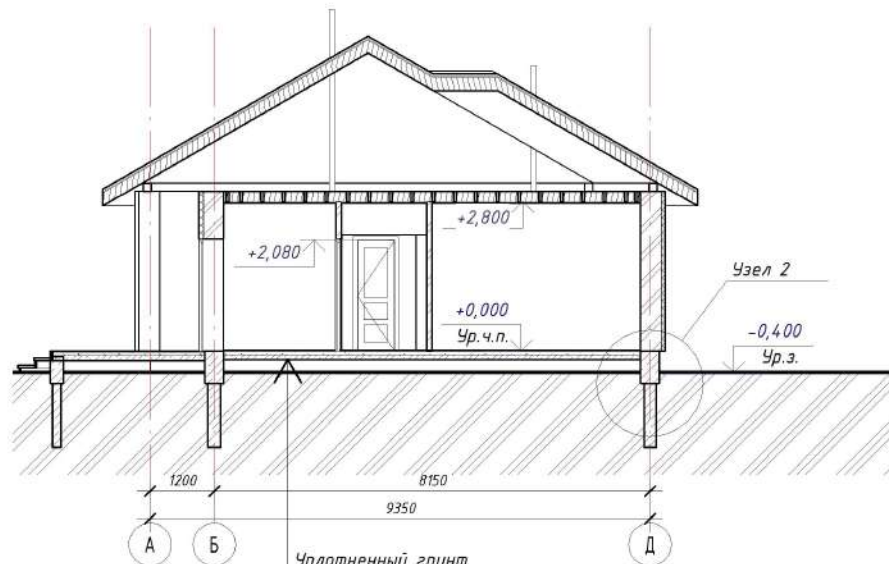 +2,800
+2,080
Узел 2
+0,000
Ур.ч.п.
-0,400
Ур.з.
1200
8150
9350
А
Б
Д
Уплотненный грунт